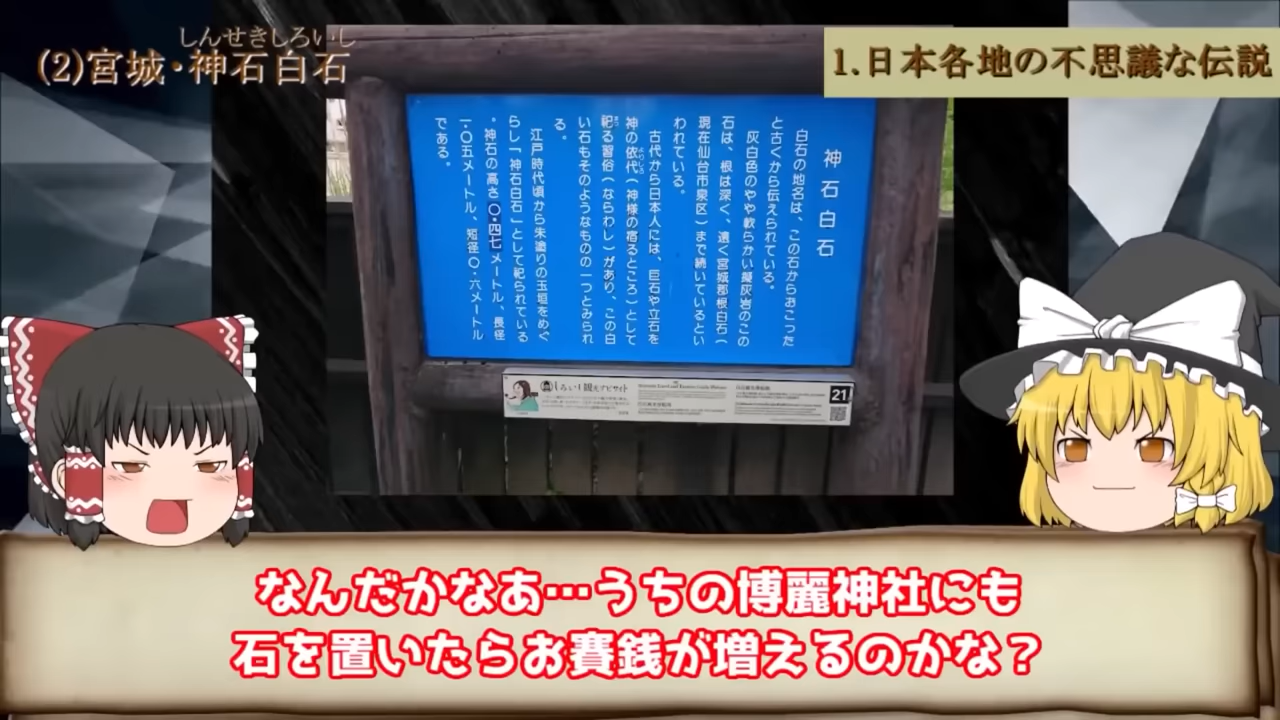 しんせきしろいし
(2)宮城・神石白石
1.日本各地の不思議な伝説
神石白石
白石の地名は、この石からおこった
と古くから伝えられている。
灰白色のやや軟らかい凝灰岩のこの
石は、根は深く、遠く宮城郡根白石(
現在仙台市泉区)まで続いているとい
われている。
古代から日本人には、巨石や立石を
神の依代(神様の宿るところ)として
祀る習俗(ならわし)があり、この白
い石もそのようなものの一つとみられ
る。
江戸時代頃から朱塗りの玉垣をめぐ
らし「神石白石」として祀られている
。神石の高さ〇・四七メートル、長径
一・〇五メートル、短径〇・六メートル
である。
しろいし観光ナビサイト
21
なんだかなあ…うちの博麗神社にも
石を置いたらお賽銭が増えるのかな?